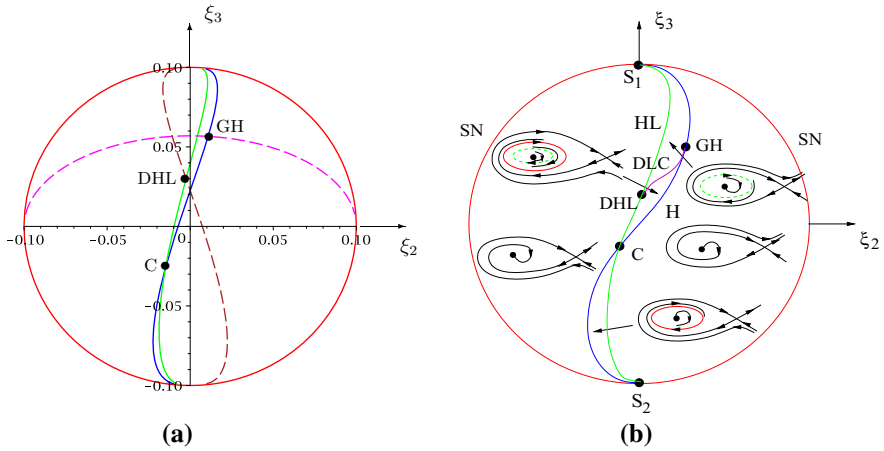 ξ3
0.10
GH
0.05
DHL
-0.10
-0.05
0
0.05
0.10
ξ2
C
-0.05
-0.10
(a)
ξ3
S1
SN
HL
SN
GH
DLC
DHL
H
ξ2
C
S2
(b)